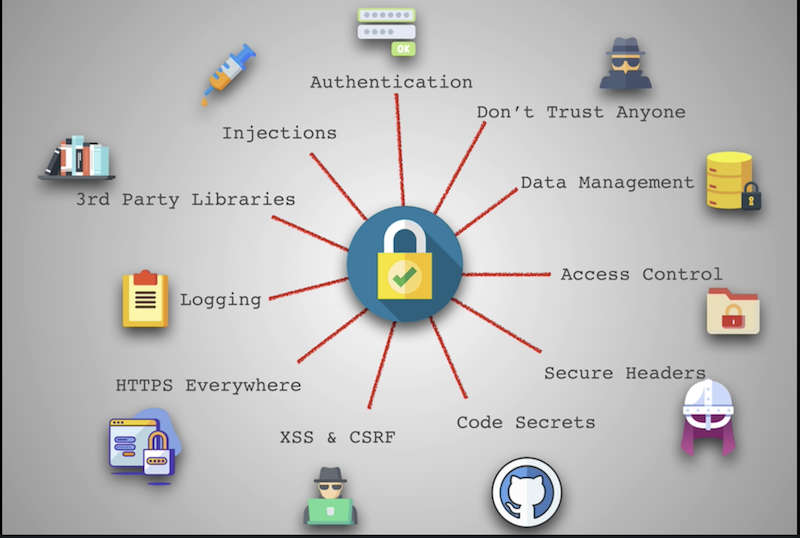 OK
Authentication
Don't Trust Anyone
Injections
Data Management
3rd Party Libraries
Access Control
Logging
Secure Headers
HTTPS Everywhere
Code Secrets
XSS & CSRF